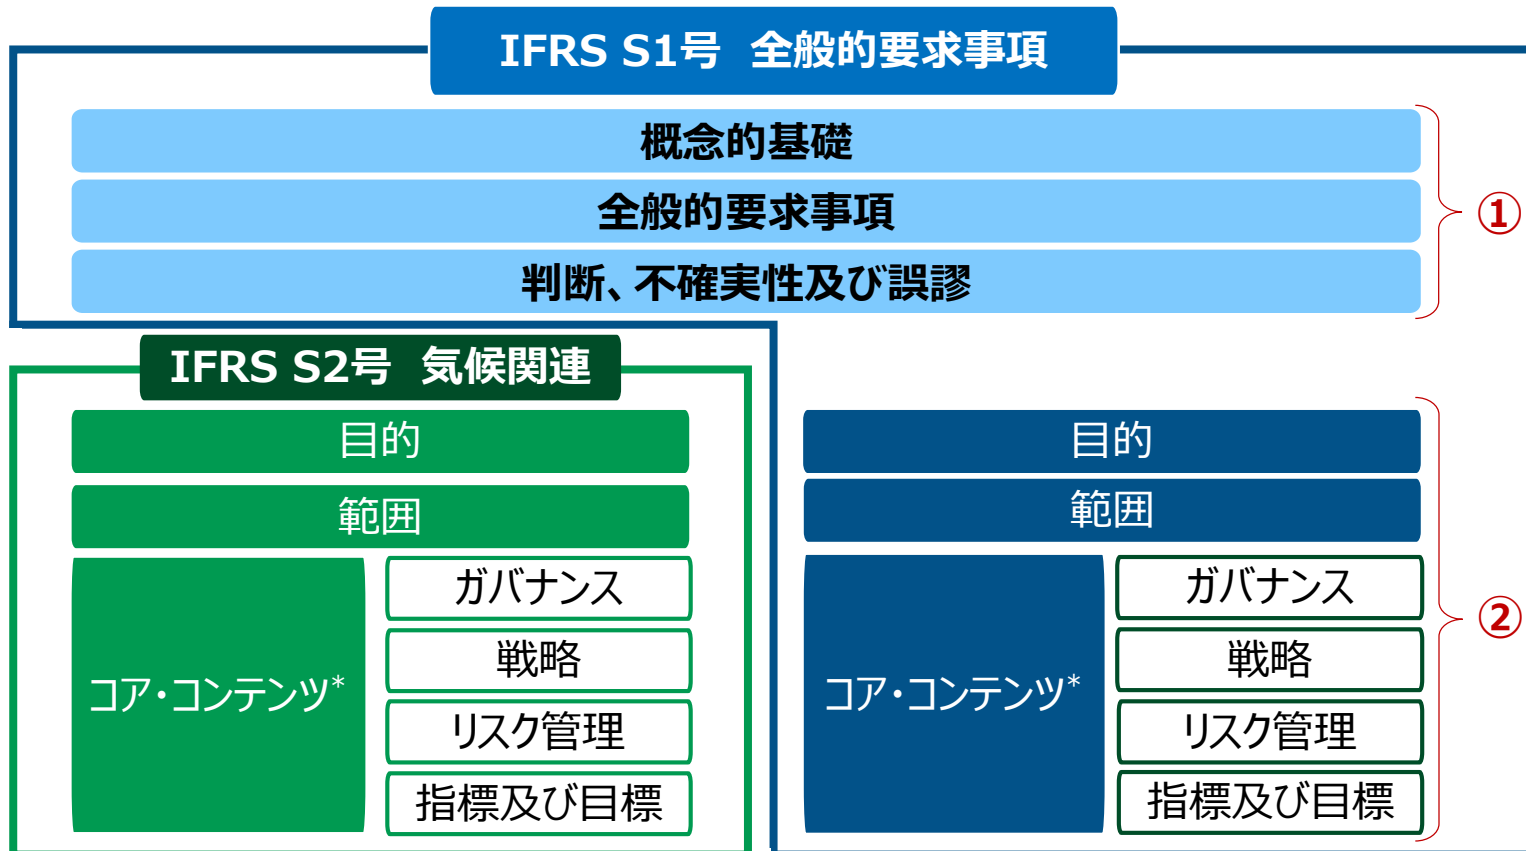 IFRS S1号 全般的要求事項
概念的基礎
全般的要求事項
判断、不確実性及び誤謬
①
IFRS S2号 気候関連
目的
範囲
コア・コンテンツ*
ガバナンス
戦略
リスク管理
指標及び目標
目的
範囲
コア・コンテンツ*
ガバナンス
戦略
リスク管理
指標及び目標
②